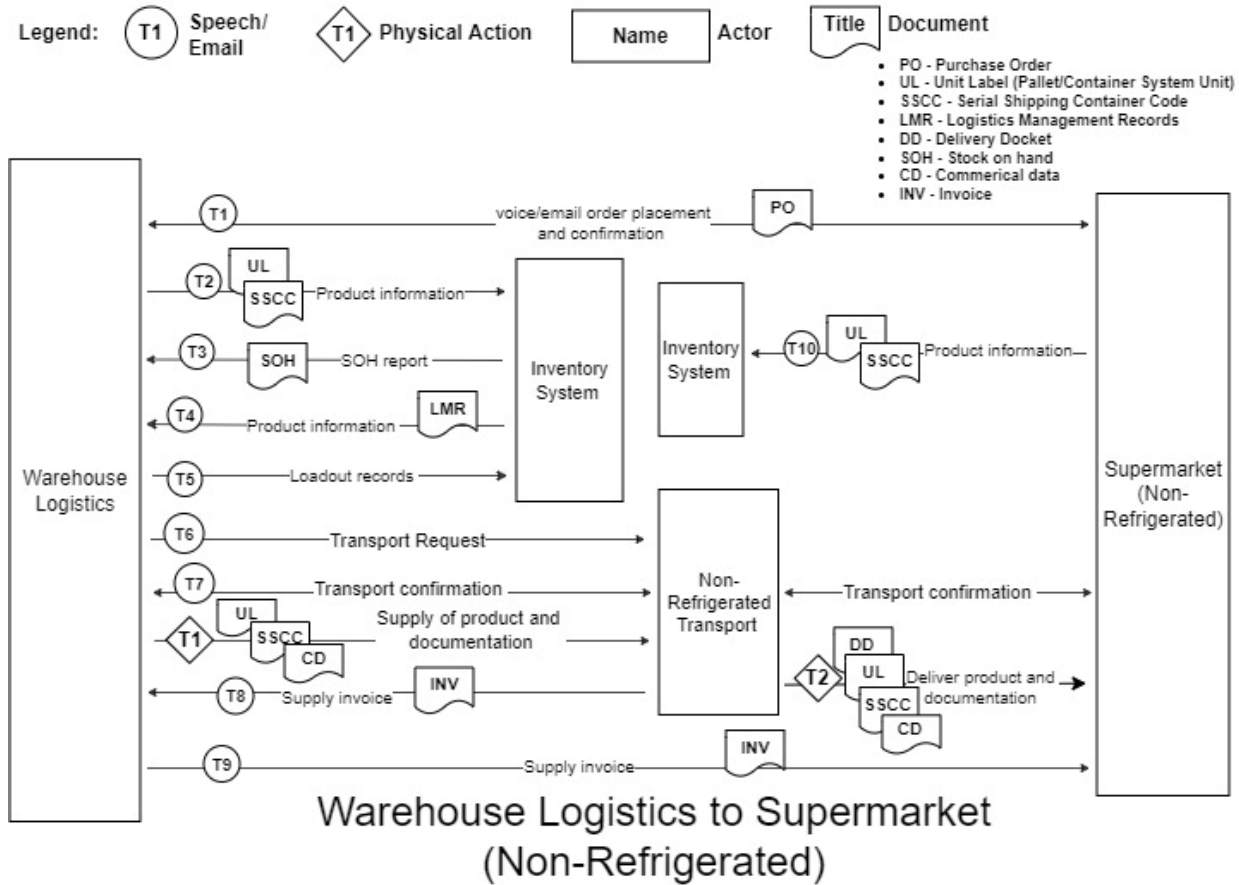 Legend:
T1
Speech/
Email
T1
Physical Action
Name
Actor
Title
Document
• PO - Purchase Order
• UL - Unit Label (Pallet/Container System Unit)
• SSCC - Serial Shipping Container Code
• LMR - Logistics Management Records
• DD - Delivery Docket
• SOH - Stock on hand
• CD - Commerical data
• INV - Invoice
T1
voice/email order placement
and confirmation
PO
T2
UL
SSCC
Product information
T3
SOH
SOH report
T4
Product information
LMR
T5
Loadout records
Inventory
System
Inventory
System
T10
UL
SSCC
Product information
Warehouse
Logistics
Supermarket
(Non-
Refrigerated)
T6
Transport Request
T7
Transport confirmation
Non-
Refrigerated
Transport
Transport confirmation
T1
UL
SSCC
CD
Supply of product and
documentation
T2
DD
UL
SSCC
CD
Deliver product and
documentation
T8
Supply invoice
INV
T9
Supply invoice
INV
Warehouse Logistics to Supermarket
(Non-Refrigerated)